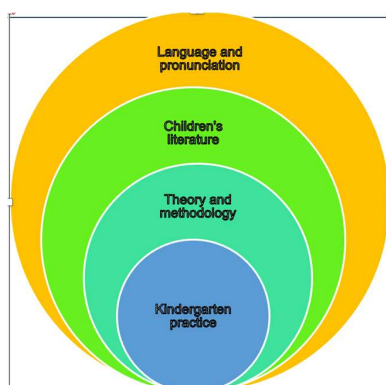 Language and
pronunciation
Children's
literature
Theory and
methodology
Kindergarten
practice